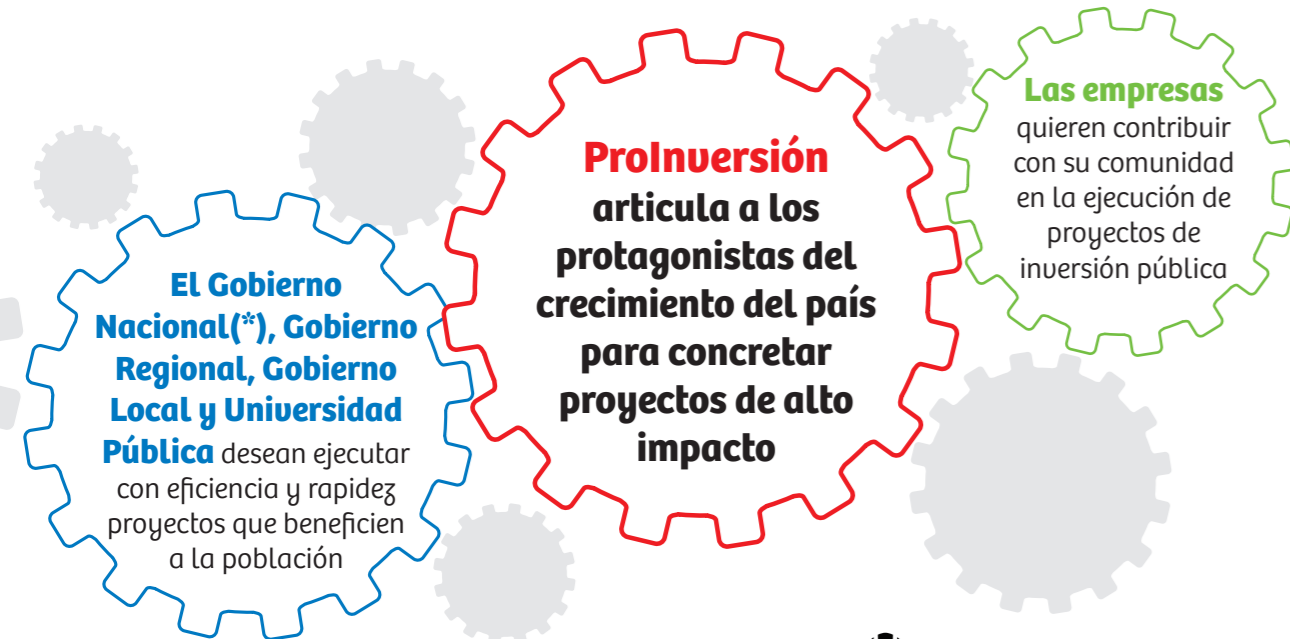 El Gobierno
Nacional(*), Gobierno
Regional, Gobierno
Local y Universidad
Pública desean ejecutar
con eficiencia y rapidez
proyectos que beneficien
a la población
ProInversión
articula a los
protagonistas del
crecimiento del país
para concretar
proyectos de alto
impacto
Las empresas
quieren contribuir
con su comunidad
en la ejecución de
proyectos de
inversión pública